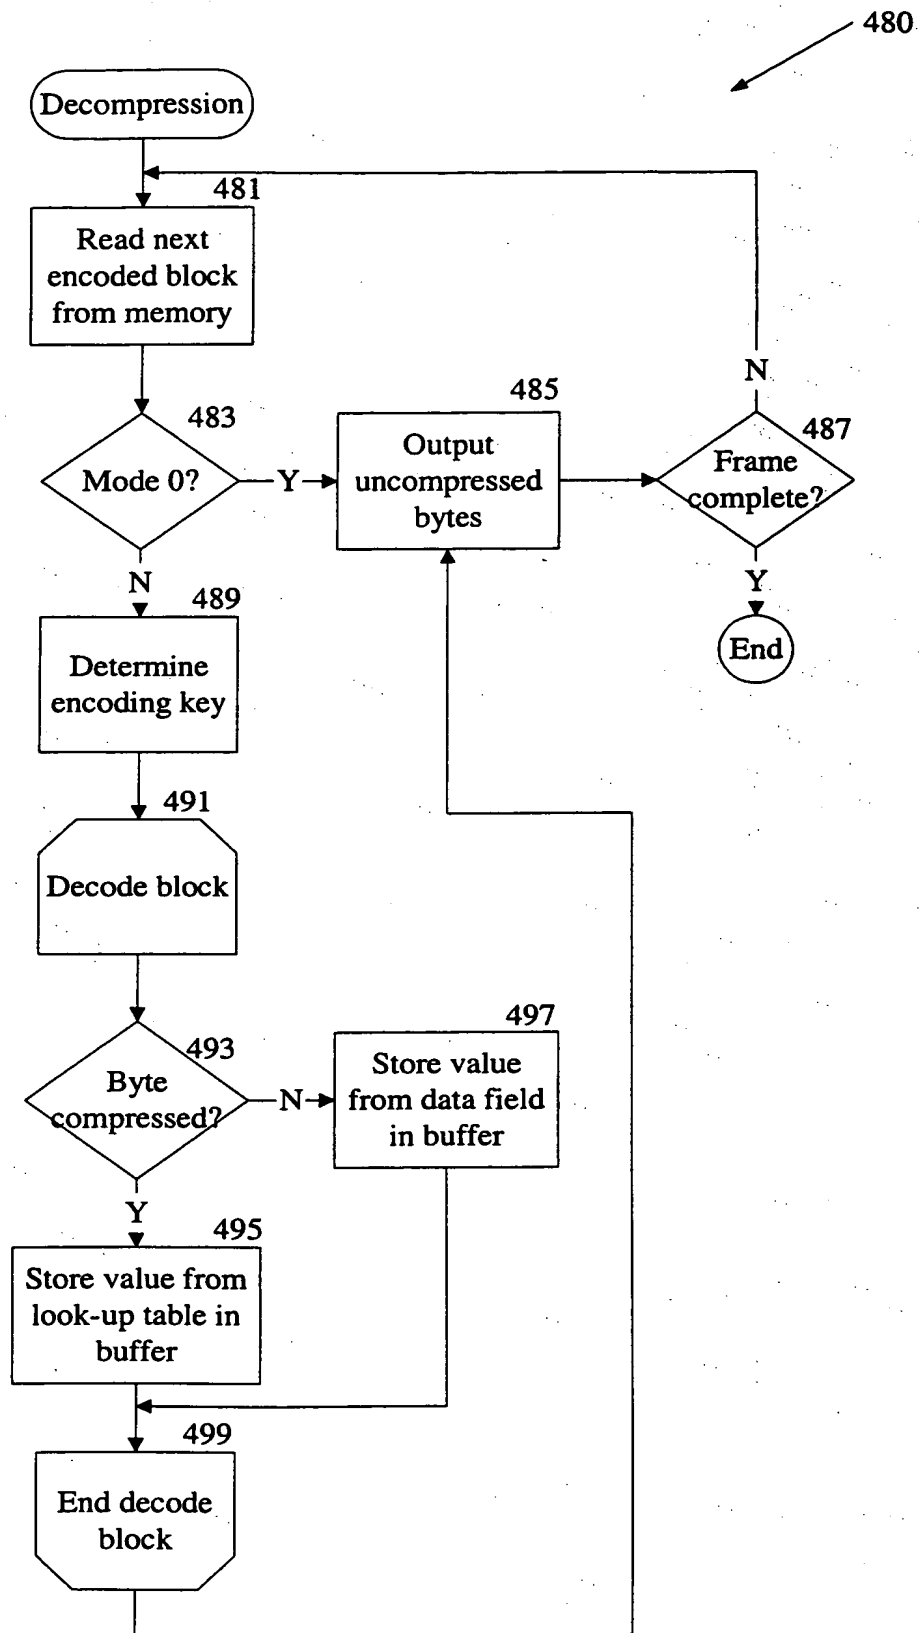 480
Decompression
481
Read next
encoded block
from memory
483
Mode 0?
Y
485
Output
uncompressed
bytes
N
487
Frame
complete?
Y
End
N
489
Determine
encoding key
491
Decode block
493
Byte
compressed?
N
497
Store value
from data field
in buffer
Y
495
Store value from
look-up table in
buffer
499
End decode
block